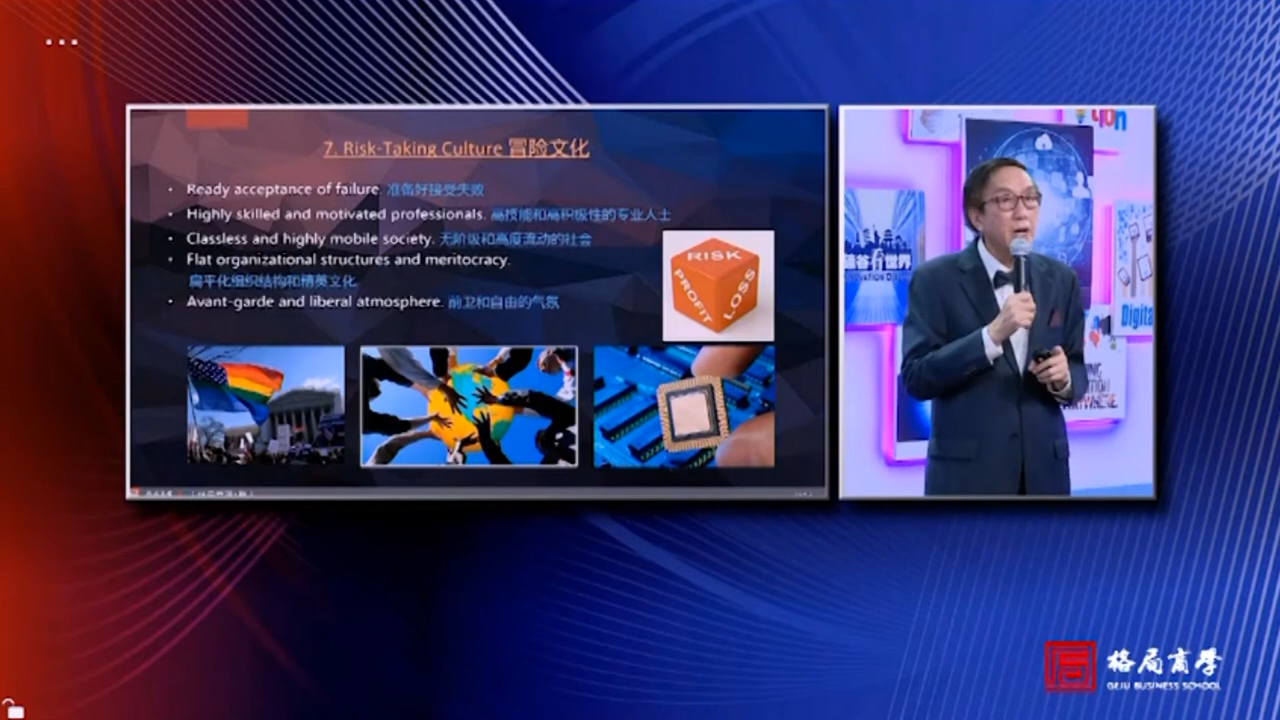 7. Risk-Taking Culture 冒险文化
• Ready acceptance of failure. 准备好接受失败
• Highly skilled and motivated professionals. 高技能和高积极性的专业人士
• Classless and highly mobile society. 无阶级和高度流动的社会
• Flat organizational structures and meritocracy.
扁平化组织结构和精英文化
• Avant-garde and liberal atmosphere. 前卫和自由的气氛
RISK
PROFIT
LOSS
世界
Digital
格局商学
GEJU BUSINESS SCHOOL